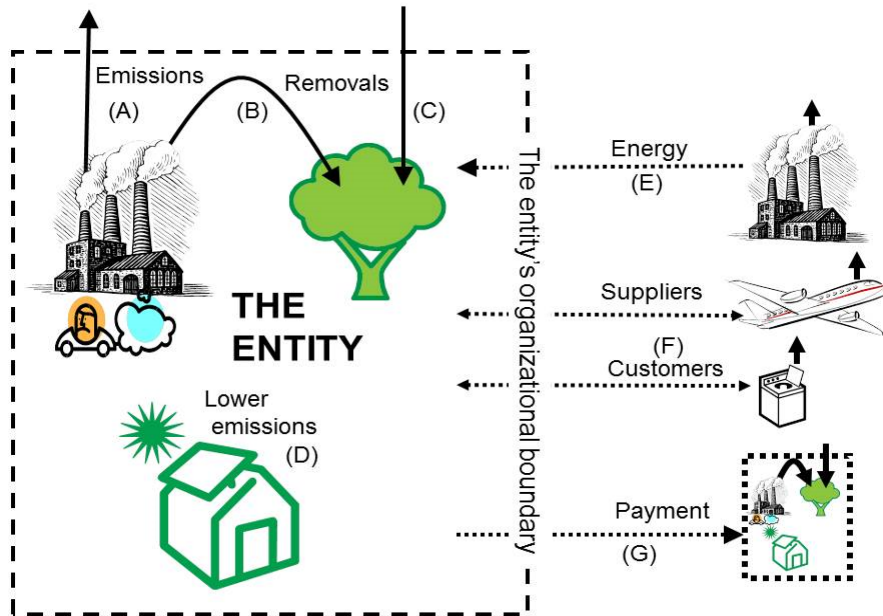 Emissions
(A)
(B)
Removals
(C)
THE
ENTITY
Lower
emissions
(D)
The entity's organizational boundary
Energy
(E)
Suppliers
(F)
Customers
Payment
(G)